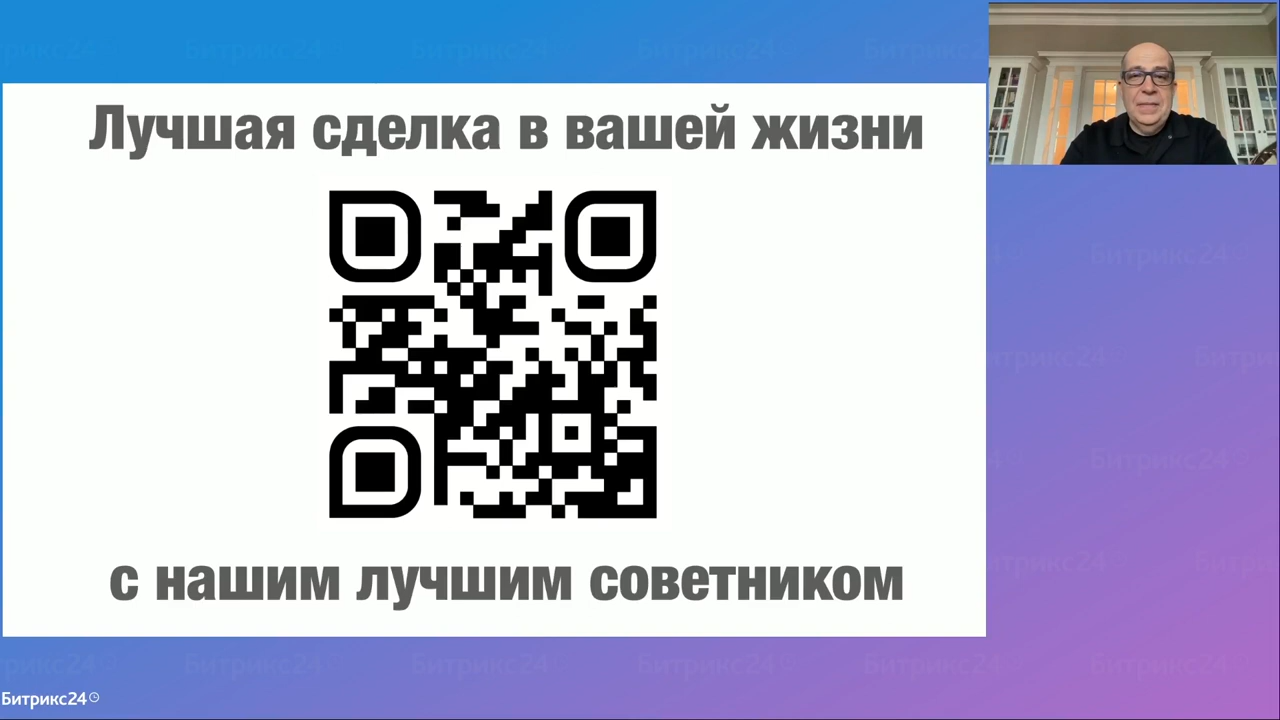 Лучшая сделка в вашей жизни
с нашим лучшим советником
Битрикс24